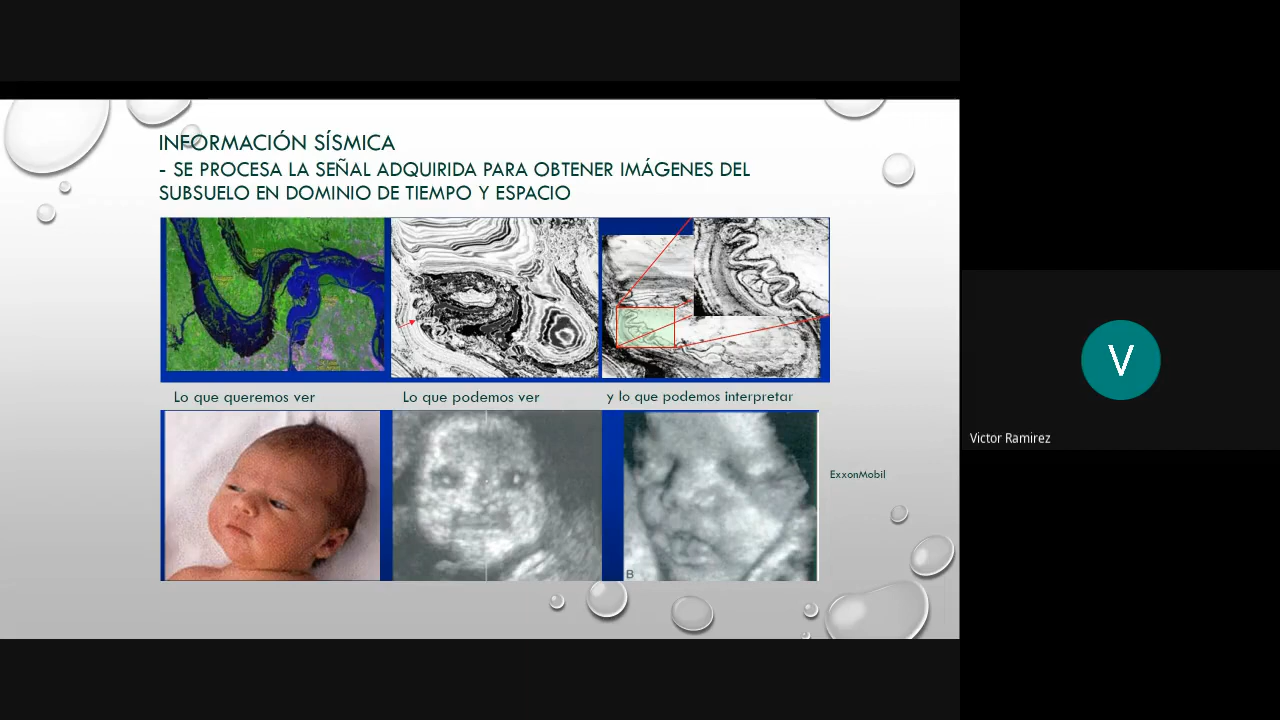 INFORMACIÓN SÍSMICA
- SE PROCESA LA SEÑAL ADQUIRIDA PARA OBTENER IMÁGENES DEL
SUBSUELO EN DOMINIO DE TIEMPO Y ESPACIO
Lo que queremos ver
Lo que podemos ver
y lo que podemos interpretar
ExxonMobil
B
V
Victor Ramirez